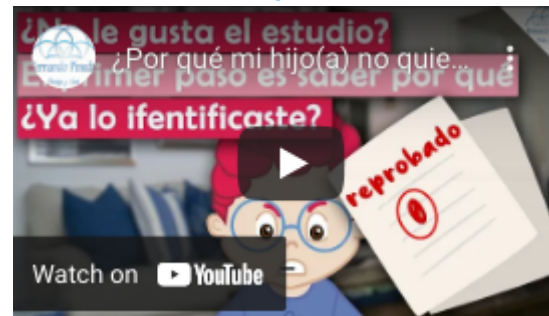 ¿No le gusta el estudio?
¿Por qué mi hijo(a) no quie...
El primer paso es saber por qué
¿Ya lo ifentificaste?
reprobado
0
Watch on YouTube